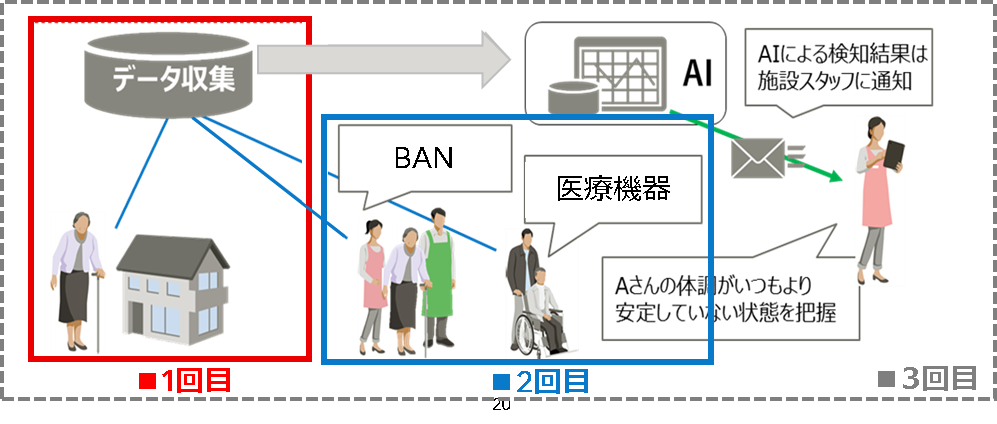 データ収集
AI
AIによる検知結果は
施設スタッフに通知
BAN
医療機器
Aさんの体調がいつもより
安定していない状態を把握
■1回目
■2回目
■3回目
20